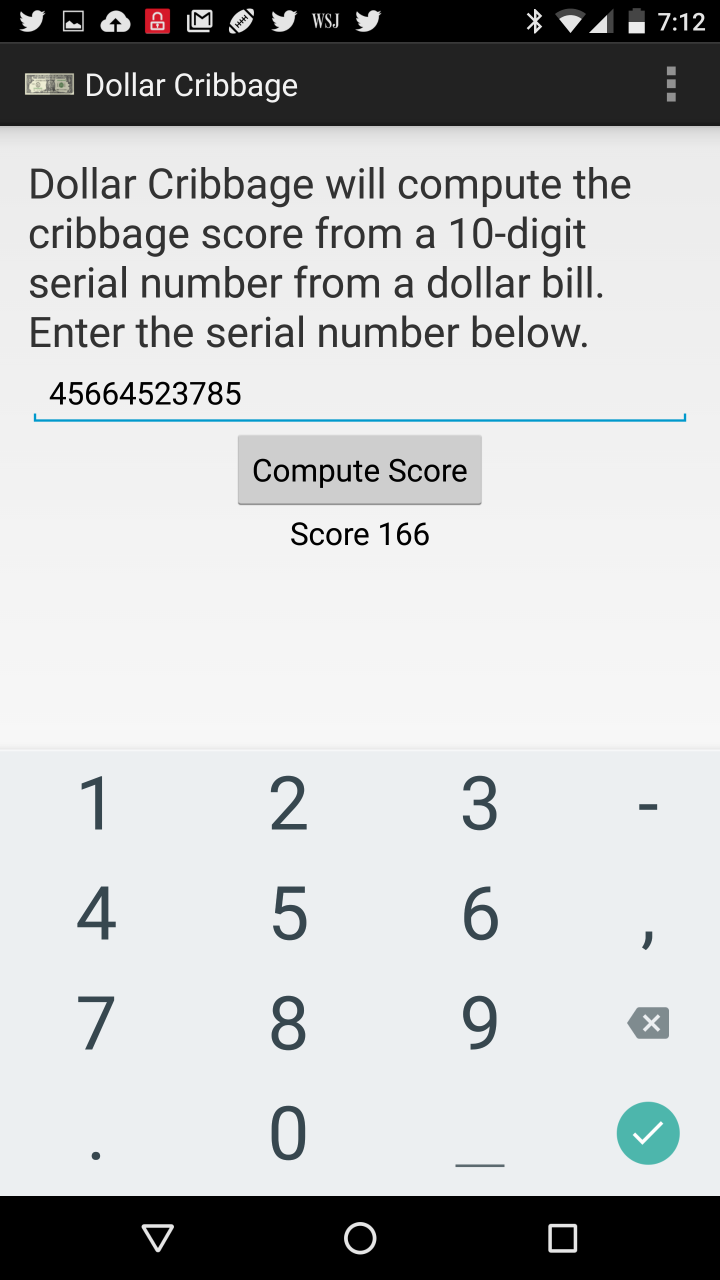 WSJ 7:12
Dollar Cribbage
Dollar Cribbage will compute the
cribbage score from a 10-digit
serial number from a dollar bill.
Enter the serial number below.
45664523785
Compute Score
Score 166
1 2 3 -
4 5 6 ,
7 8 9
. 0 _